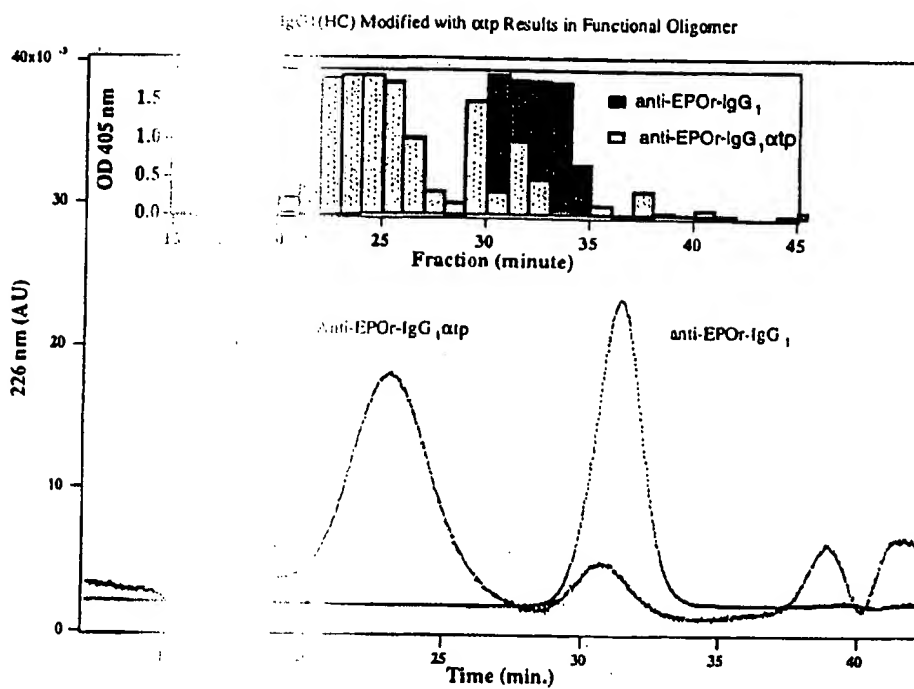 IgG1(HC) Modified with αtp Results in Functional Oligomer
40x10⁻³
30
20
10
0
226 nm (AU)
OD 405 nm
1.5
1.0
0.5
0.0
anti-EPOr-IgG₁
anti-EPOr-IgG₁αtp
25 30 35 40 45
Fraction (minute)
Anti-EPOr-IgG₁αtp
anti-EPOr-IgG₁
25 30 35 40
Time (min.)